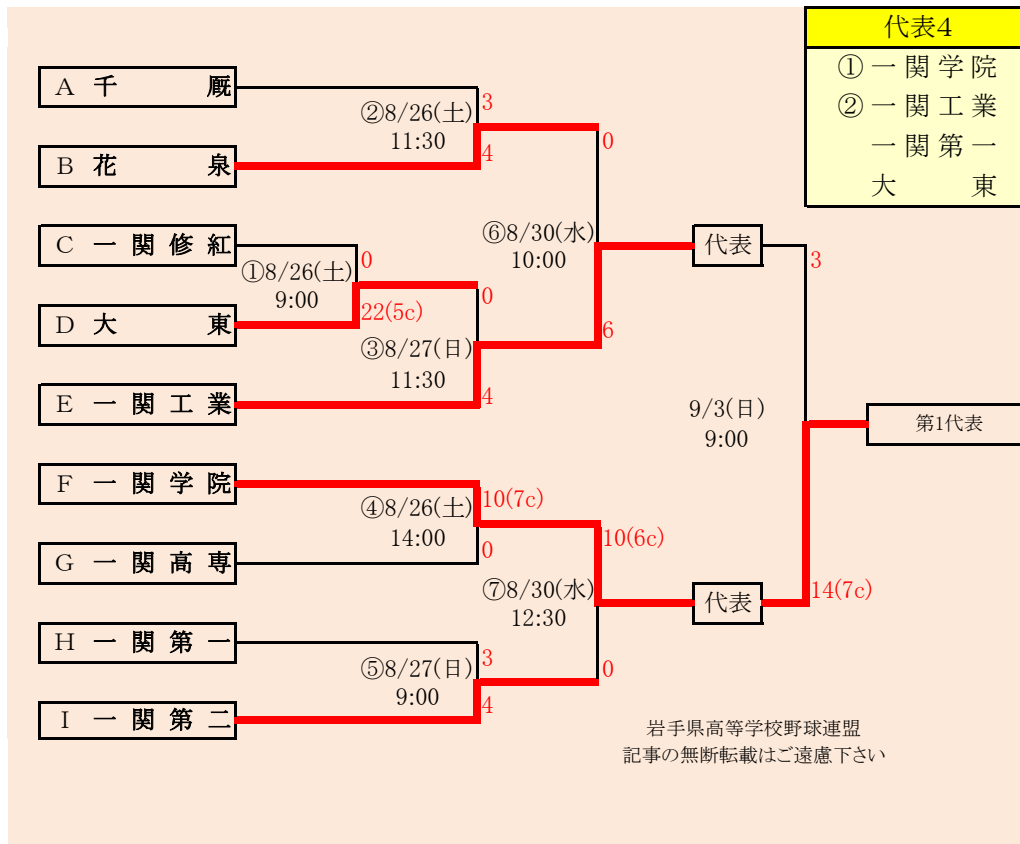 代表4
①一関学院
②一関工業
一関第一
大東
A 千厩
②8/26(土)
11:30
3
4
B 花泉
0
C 一関修紅
①8/26(土)
9:00
0
22(5c)
D 大東
⑥8/30(水)
10:00
代表
3
0
③8/27(日)
11:30
4
6
E 一関工業
9/3(日)
9:00
第1代表
F 一関学院
④8/26(土)
14:00
10(7c)
0
10(6c)
G 一関高専
⑦8/30(水)
12:30
代表
14(7c)
H 一関第一
⑤8/27(日)
9:00
3
4
0
I 一関第二
岩手県高等学校野球連盟
記事の無断転載はご遠慮下さい